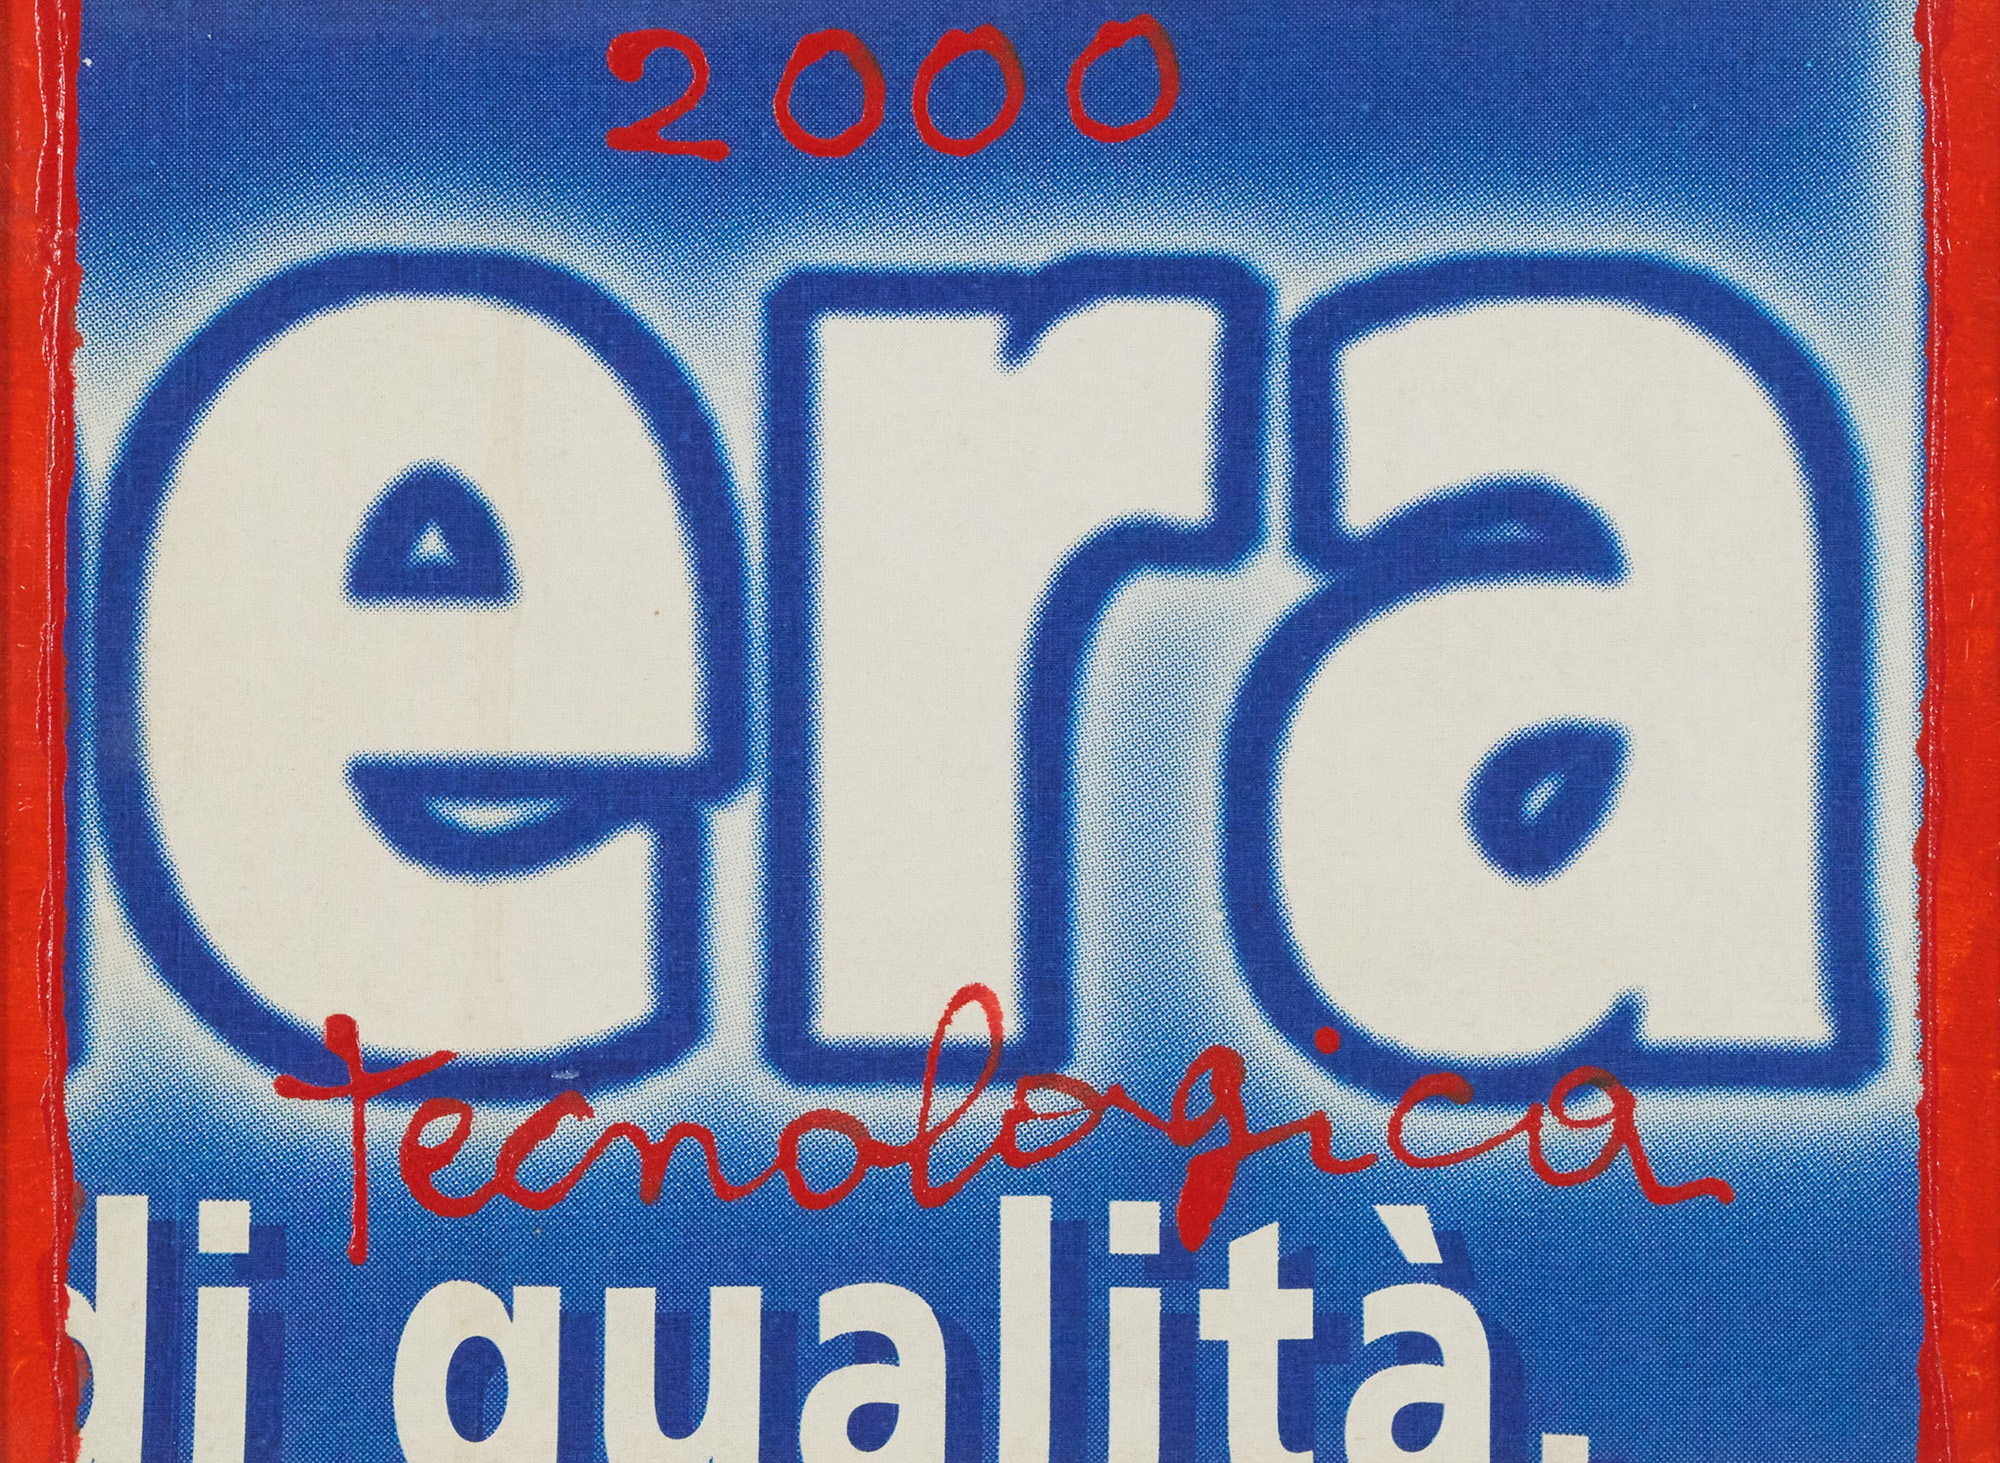 2000
era
tecnologica
di qualità.